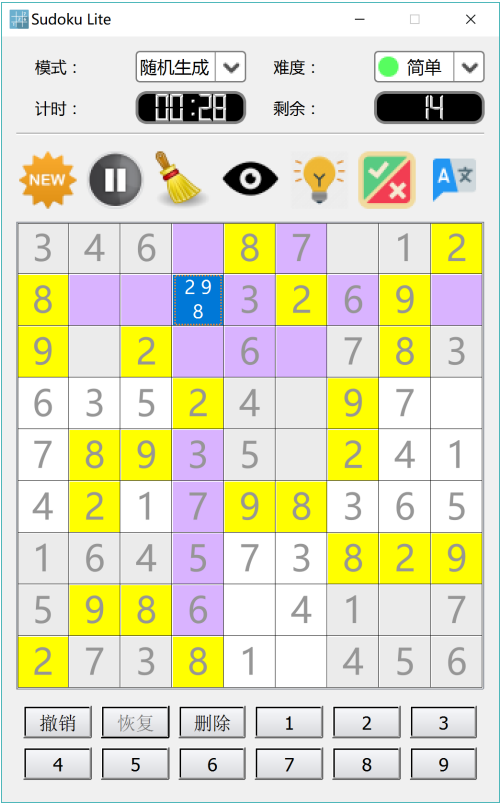 Sudoku Lite
模式： 随机生成 难度： 简单
计时： 00:28 剩余： 14
NEW A 文
3 4 6 8 7 1 2
8 2 9 3 2 6 9
8
9 2 6 7 8 3
6 3 5 2 4 9 7
7 8 9 3 5 2 4 1
4 2 1 7 9 8 3 6 5
1 6 4 5 7 3 8 2 9
5 9 8 6 4 1 7
2 7 3 8 1 4 5 6
撤销 恢复 删除 1 2 3
4 5 6 7 8 9